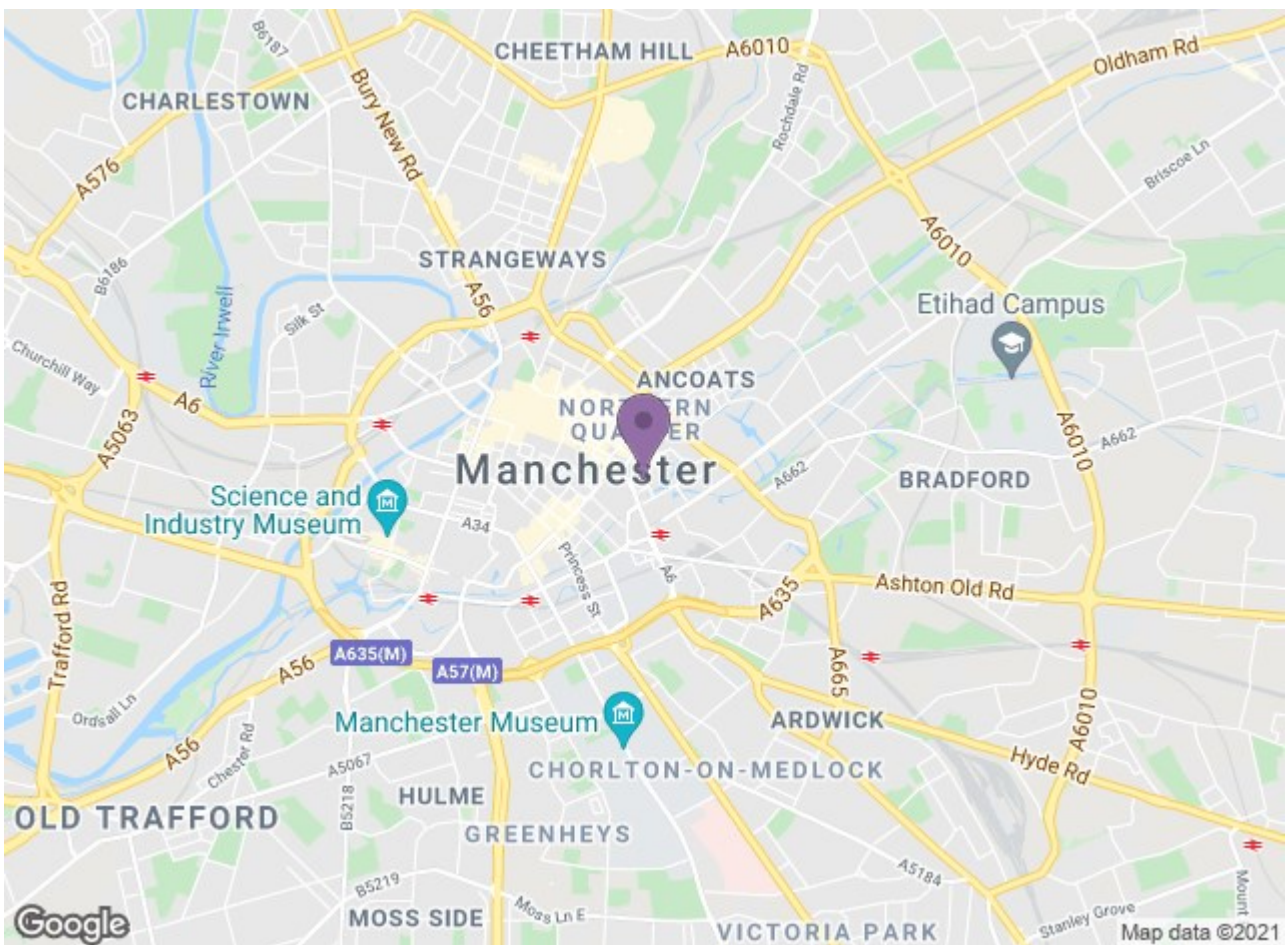 B6187
CHEETHAM HILL
A6010
Oldham Rd
CHARLESTOWN
Bury New Rd
Rochdale Rd
Briscoe Ln
A576
A6010
STRANGEWAYS
B6186
A56
Etihad Campus
Silk St
River Irwell
Churchill Way
ANCOATS
A6
NORTHERN
QUARTER
A5063
A6010
A662
Manchester
A662
BRADFORD
Science and
Industry Museum
A34
Princess St
A6
Ashton Old Rd
A635
Trafford Rd
A635(M)
A56
A57(M)
A665
Ordsall Ln
Manchester Museum
ARDWICK
A6010
A56
Chester Rd
A5067
CHORLTON-ON-MEDLOCK
Hyde Rd
B5218
HULME
OLD TRAFFORD
GREENHEYS
A5184
Mount
B5219
Moss Ln E
MOSS SIDE
VICTORIA PARK
Stanley Grove
Google
Map data ©2021